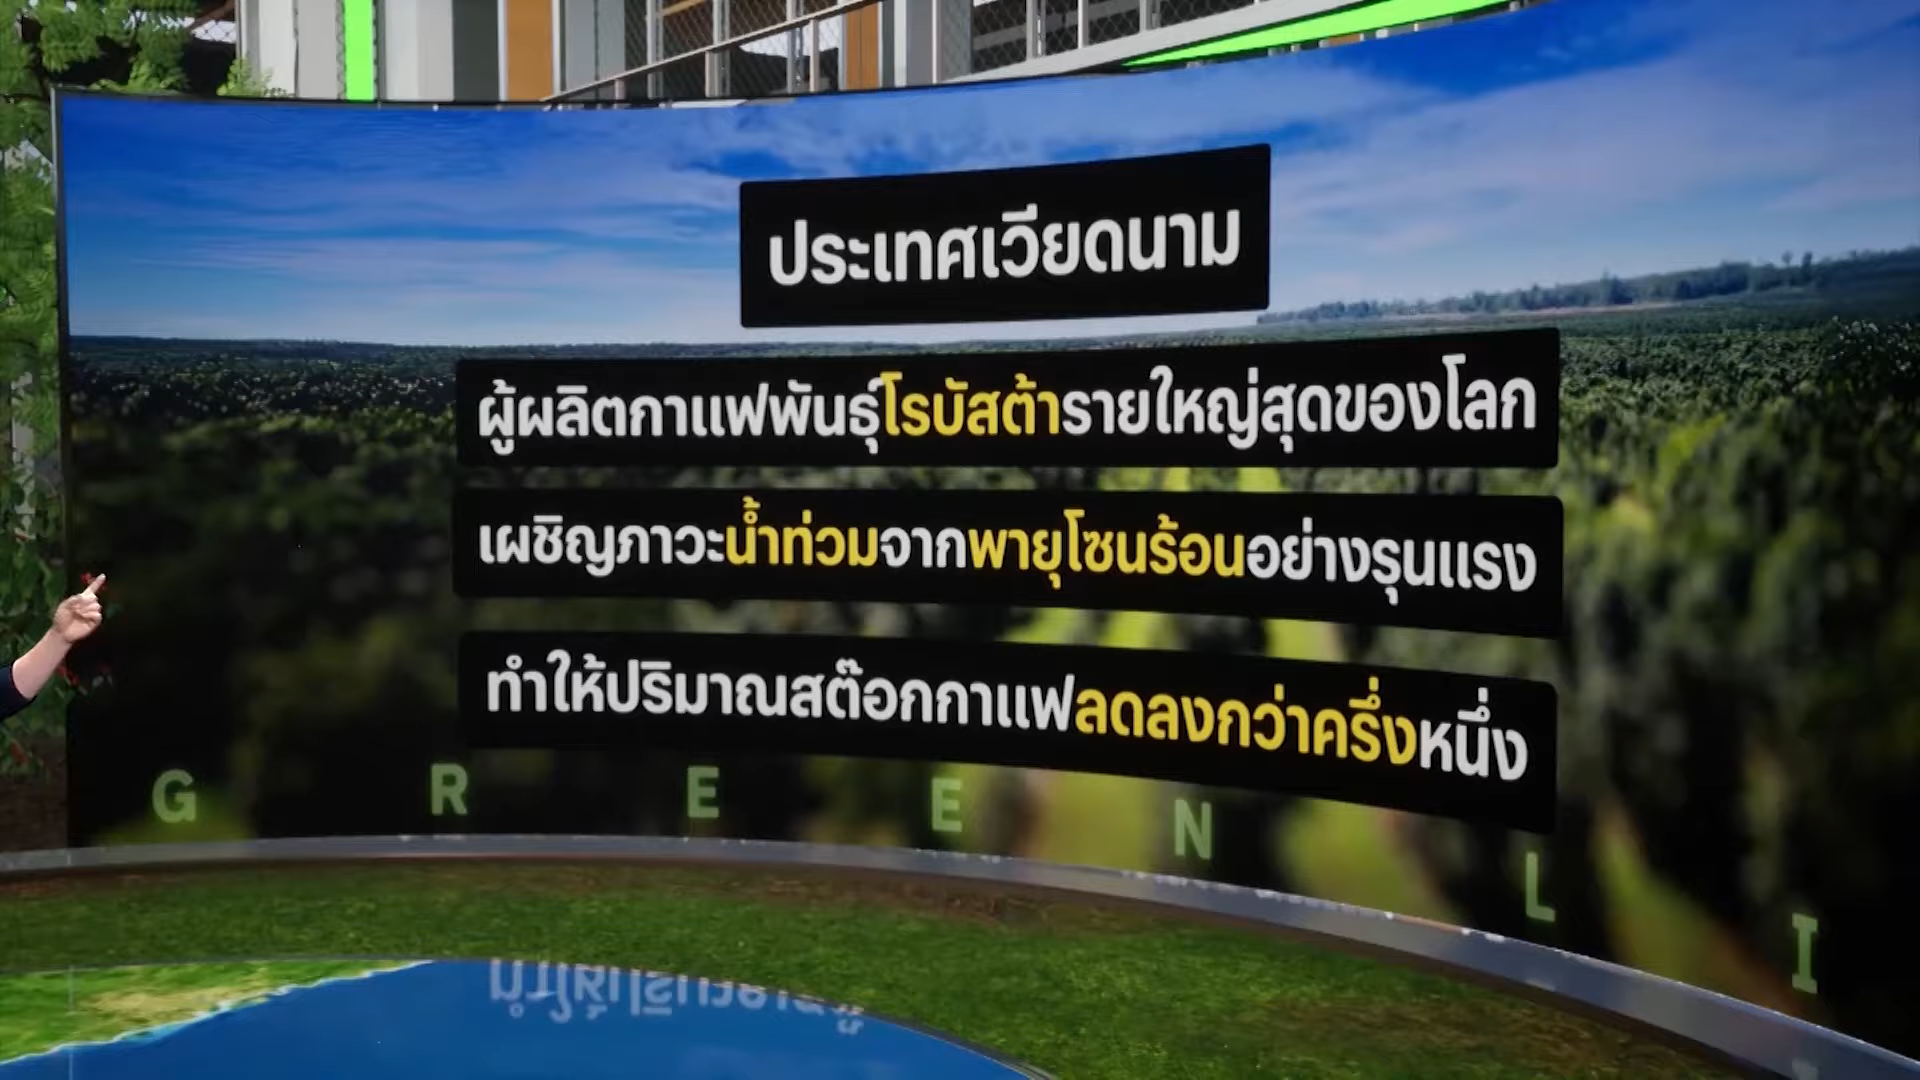 ประเทศเวียดนาม
ผู้ผลิตกาแฟพันธุ์โรบัสต้ารายใหญ่สุดของโลก
เผชิญภาวะน้ำท่วมจากพายุโซนร้อนอย่างรุนแรง
ทำให้ปริมาณสต๊อกกาแฟลดลงกว่าครึ่งหนึ่ง
GREENLI